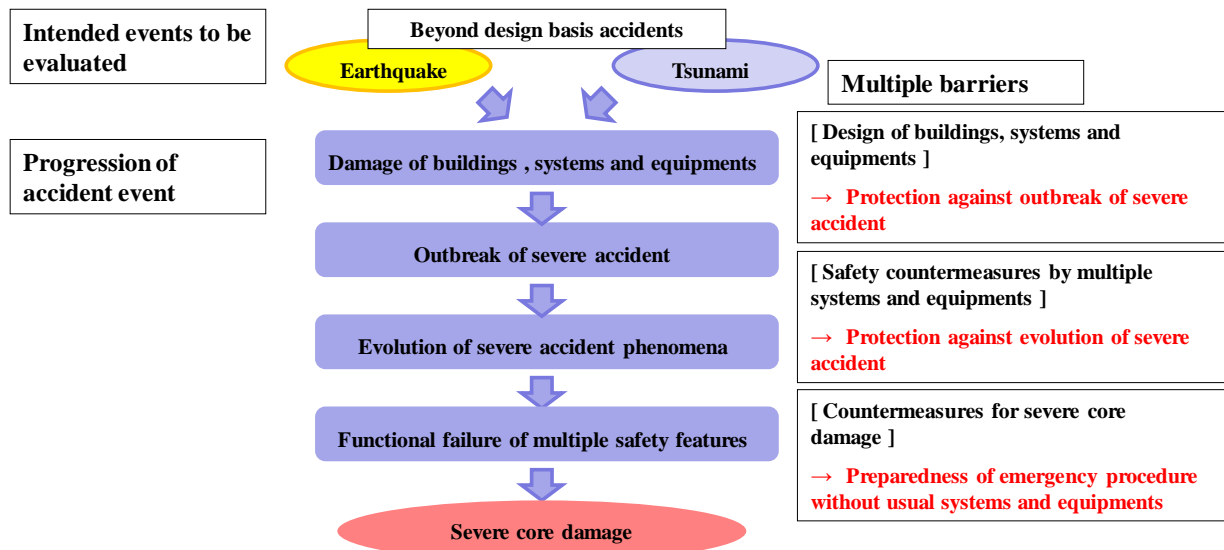 Intended events to be
evaluated
Beyond design basis accidents
Earthquake
Tsunami
Multiple barriers
Progression of
accident event
Damage of buildings , systems and equipments
Outbreak of severe accident
Evolution of severe accident phenomena
Functional failure of multiple safety features
Severe core damage
[ Design of buildings, systems and
equipments ]
→ Protection against outbreak of severe
accident
[ Safety countermeasures by multiple
systems and equipments ]
→ Protection against evolution of severe
accident
[ Countermeasures for severe core
damage ]
→ Preparedness of emergency procedure
without usual systems and equipments